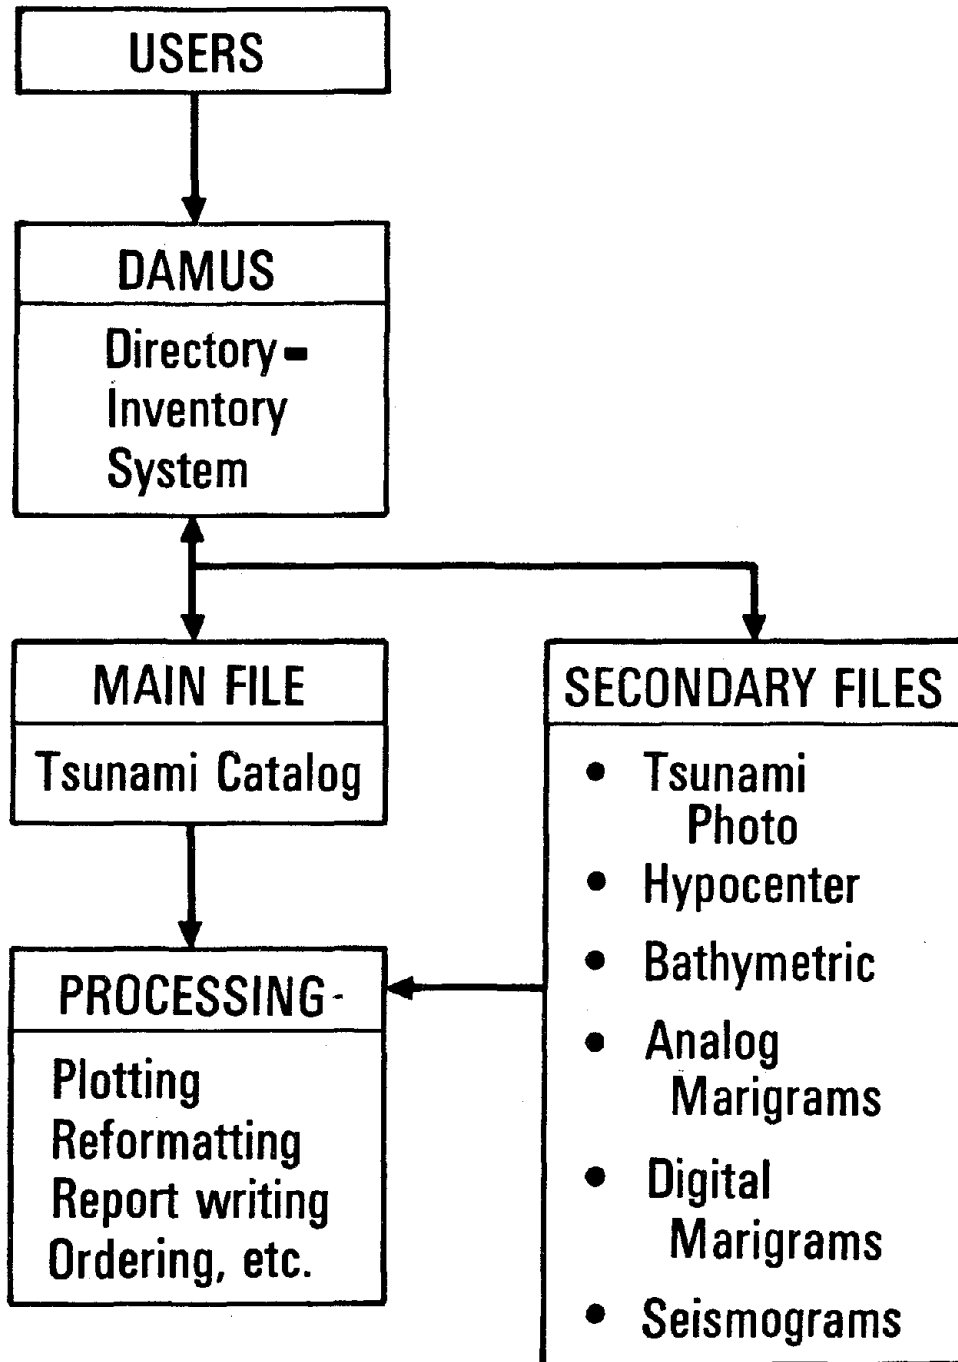 USERS
DAMUS
Directory-
Inventory
System
MAIN FILE
Tsunami Catalog
PROCESSING-
Plotting
Reformatting
Report writing
Ordering, etc.
SECONDARY FILES
• Tsunami
Photo
• Hypocenter
• Bathymetric
• Analog
Marigrams
• Digital
Marigrams
• Seismograms